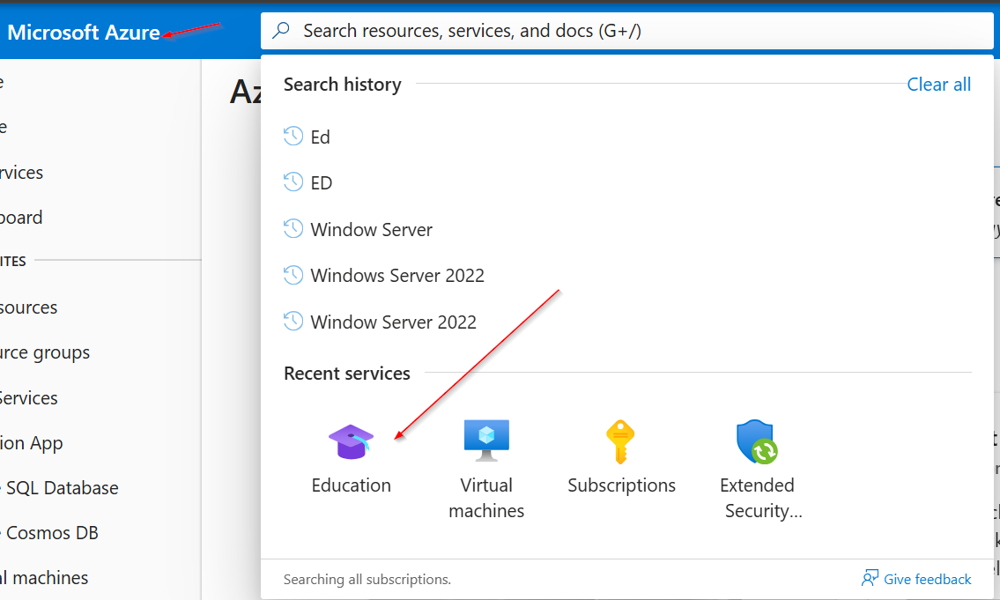 Microsoft Azure
Search resources, services, and docs (G+/)
Search history
Clear all
Ed
ED
Window Server
Windows Server 2022
Window Server 2022
Recent services
Education
Virtual
machines
Subscriptions
Extended
Security...
Searching all subscriptions.
Give feedback
Az
e
e
rvices
board
ITES
sources
urce groups
Services
ion App
SQL Database
Cosmos DB
l machines